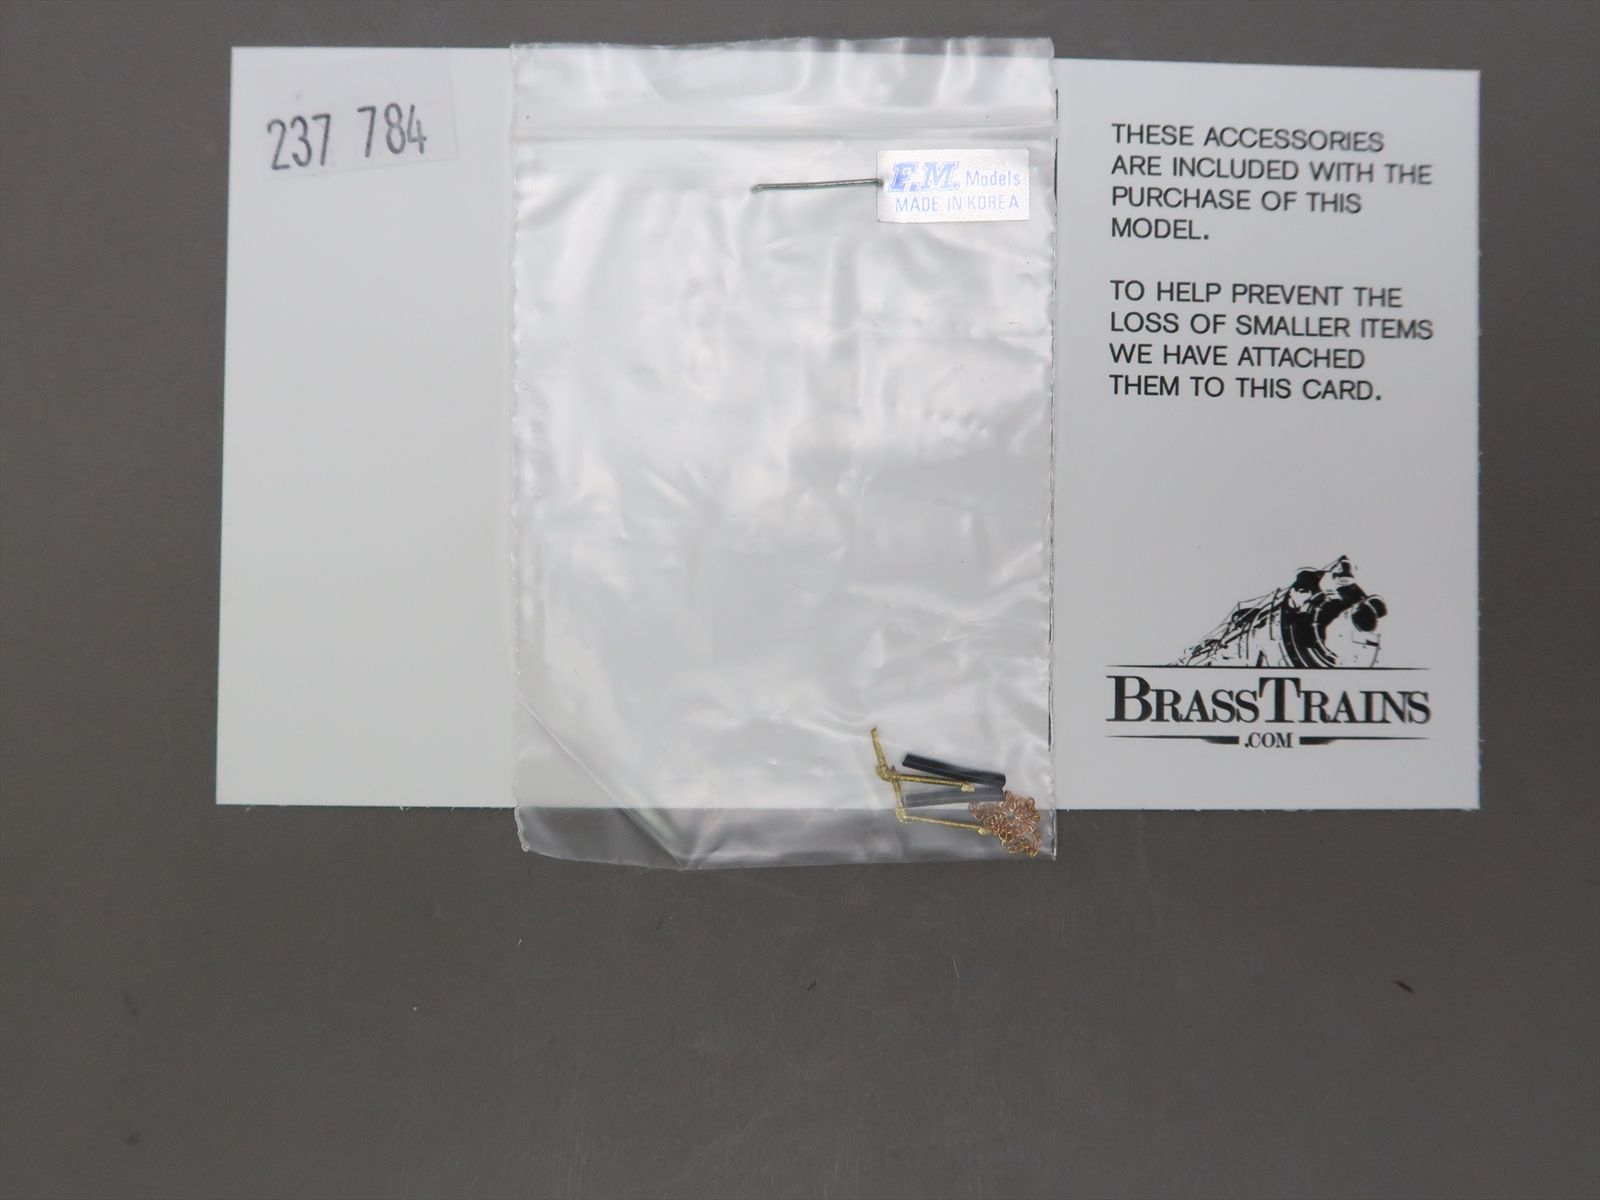 237 784
F.M. Models
MADE IN KOREA
THESE ACCESSORIES
ARE INCLUDED WITH THE
PURCHASE OF THIS
MODEL.
TO HELP PREVENT THE
LOSS OF SMALLER ITEMS
WE HAVE ATTACHED
THEM TO THIS CARD.
BRASSTRAINS
.COM